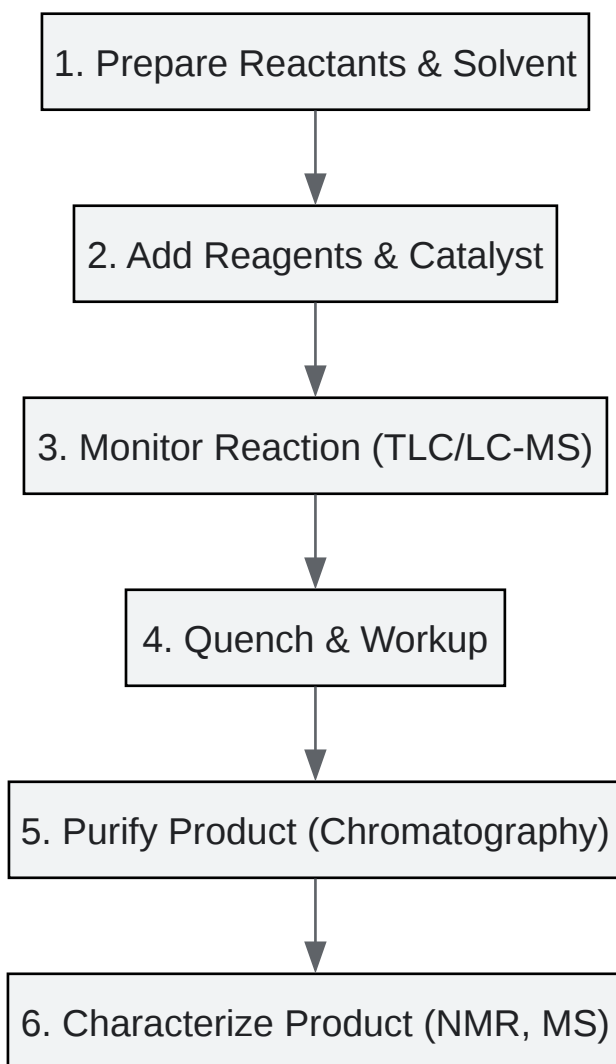 1. Prepare Reactants & Solvent
2. Add Reagents & Catalyst
3. Monitor Reaction (TLC/LC-MS)
4. Quench & Workup
5. Purify Product (Chromatography)
6. Characterize Product (NMR, MS)